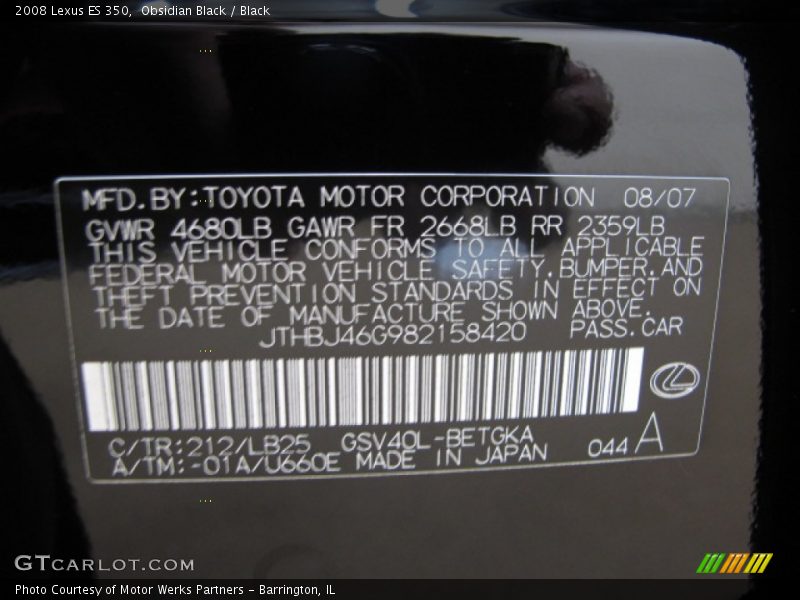 2008 Lexus ES 350,  Obsidian Black / Black
MFD.BY:TOYOTA MOTOR CORPORATION 08/07
GVWR 4680LB GAWR FR 2668LB RR 2359LB
THIS VEHICLE CONFORMS TO ALL APPLICABLE
FEDERAL MOTOR VEHICLE SAFETY,BUMPER,AND
THEFT PREVENTION STANDARDS IN EFFECT ON
THE DATE OF MANUFACTURE SHOWN ABOVE.
JTHBJ46G982158420 PASS.CAR
C/TR:212/LB25 GSV40L-BETGKA
A/TM:-01A/U660E MADE IN JAPAN 044 A
GTCARLOT.COM
Photo Courtesy of Motor Werks Partners - Barrington, IL